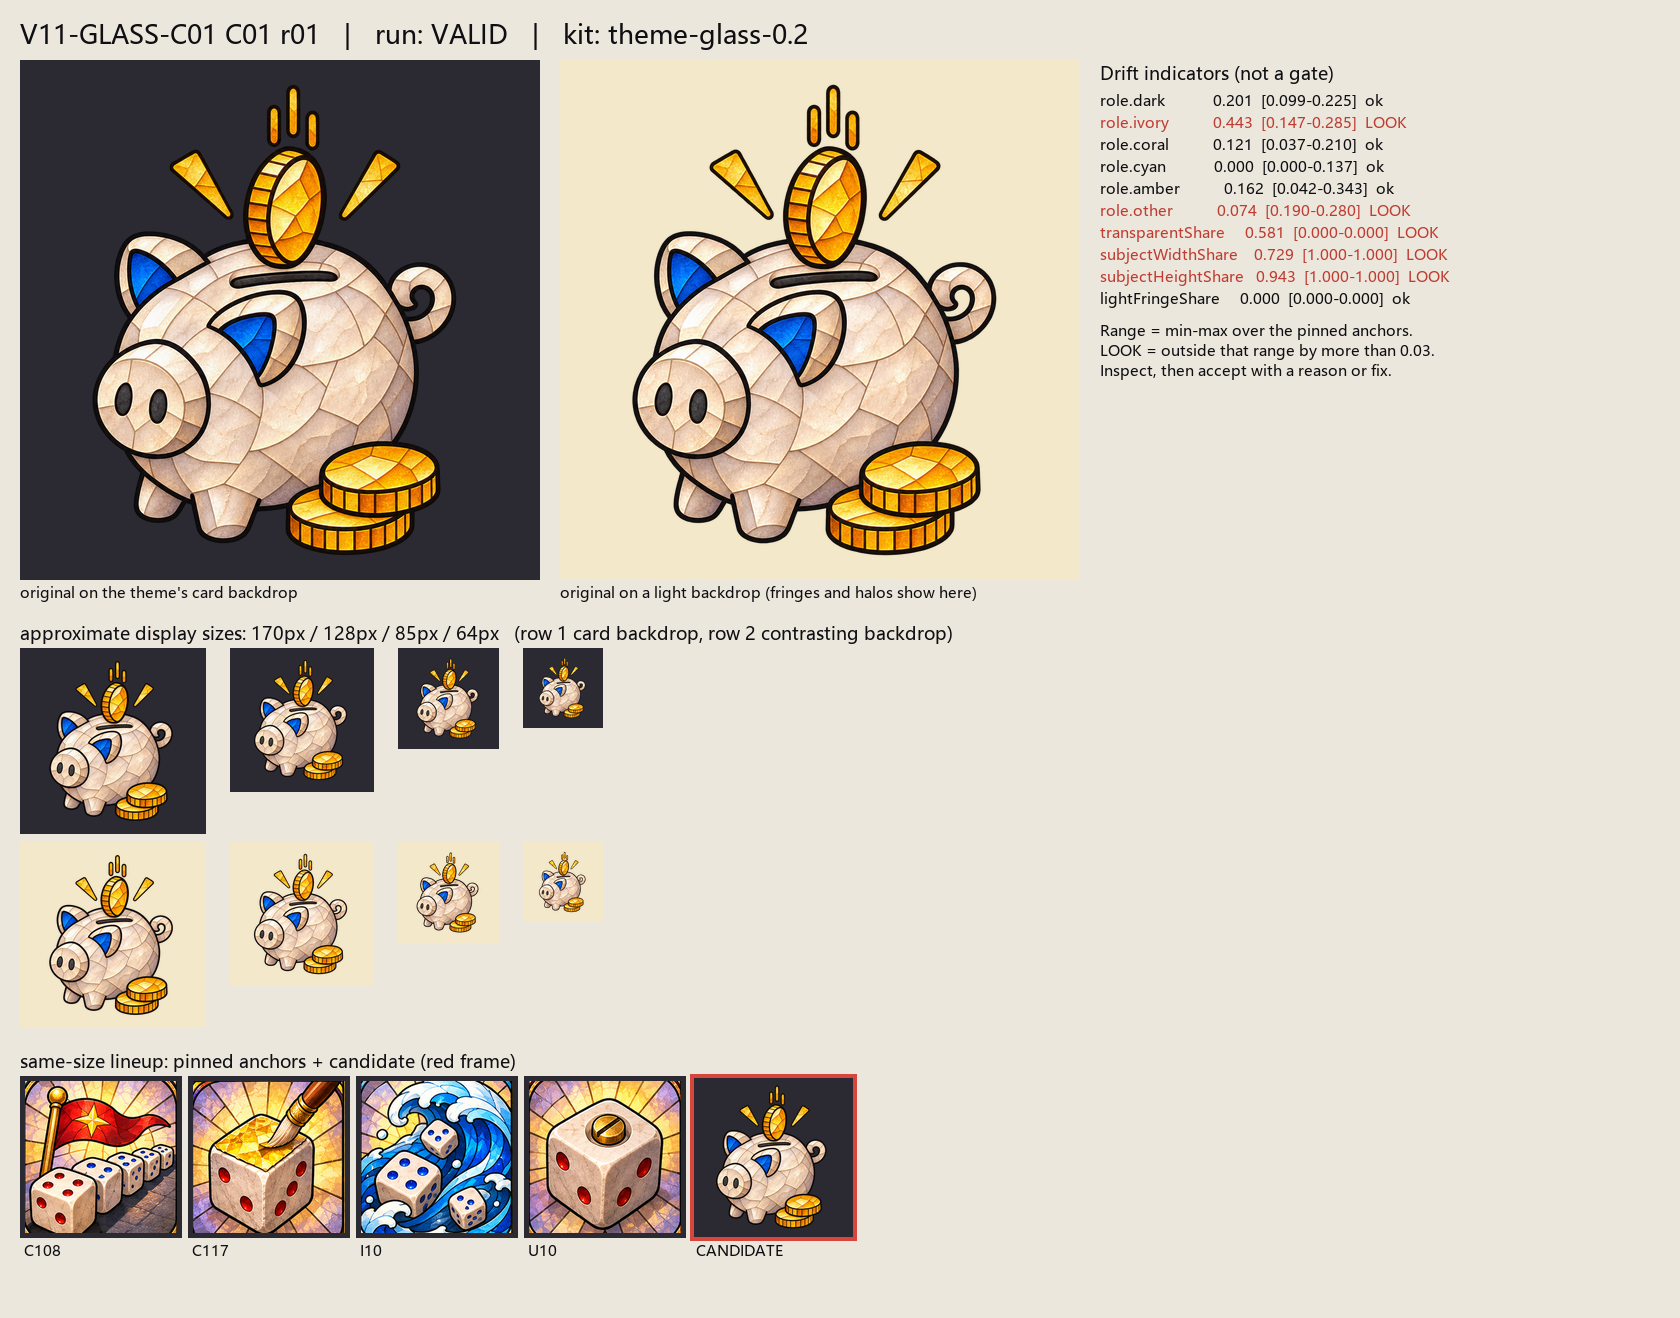 V11-GLASS-C01 C01 r01 | run: VALID | kit: theme-glass-0.2
Drift indicators (not a gate)
role.dark 0.201 [0.099-0.225] ok
role.ivory 0.443 [0.147-0.285] LOOK
role.coral 0.121 [0.037-0.210] ok
role.cyan 0.000 [0.000-0.137] ok
role.amber 0.162 [0.042-0.343] ok
role.other 0.074 [0.190-0.280] LOOK
transparentShare 0.581 [0.000-0.000] LOOK
subjectWidthShare 0.729 [1.000-1.000] LOOK
subjectHeightShare 0.943 [1.000-1.000] LOOK
lightFringeShare 0.000 [0.000-0.000] ok
Range = min-max over the pinned anchors.
LOOK = outside that range by more than 0.03.
Inspect, then accept with a reason or fix.
original on the theme's card backdrop
original on a light backdrop (fringes and halos show here)
approximate display sizes: 170px / 128px / 85px / 64px (row 1 card backdrop, row 2 contrasting backdrop)
same-size lineup: pinned anchors + candidate (red frame)
C108
C117
I10
U10
CANDIDATE